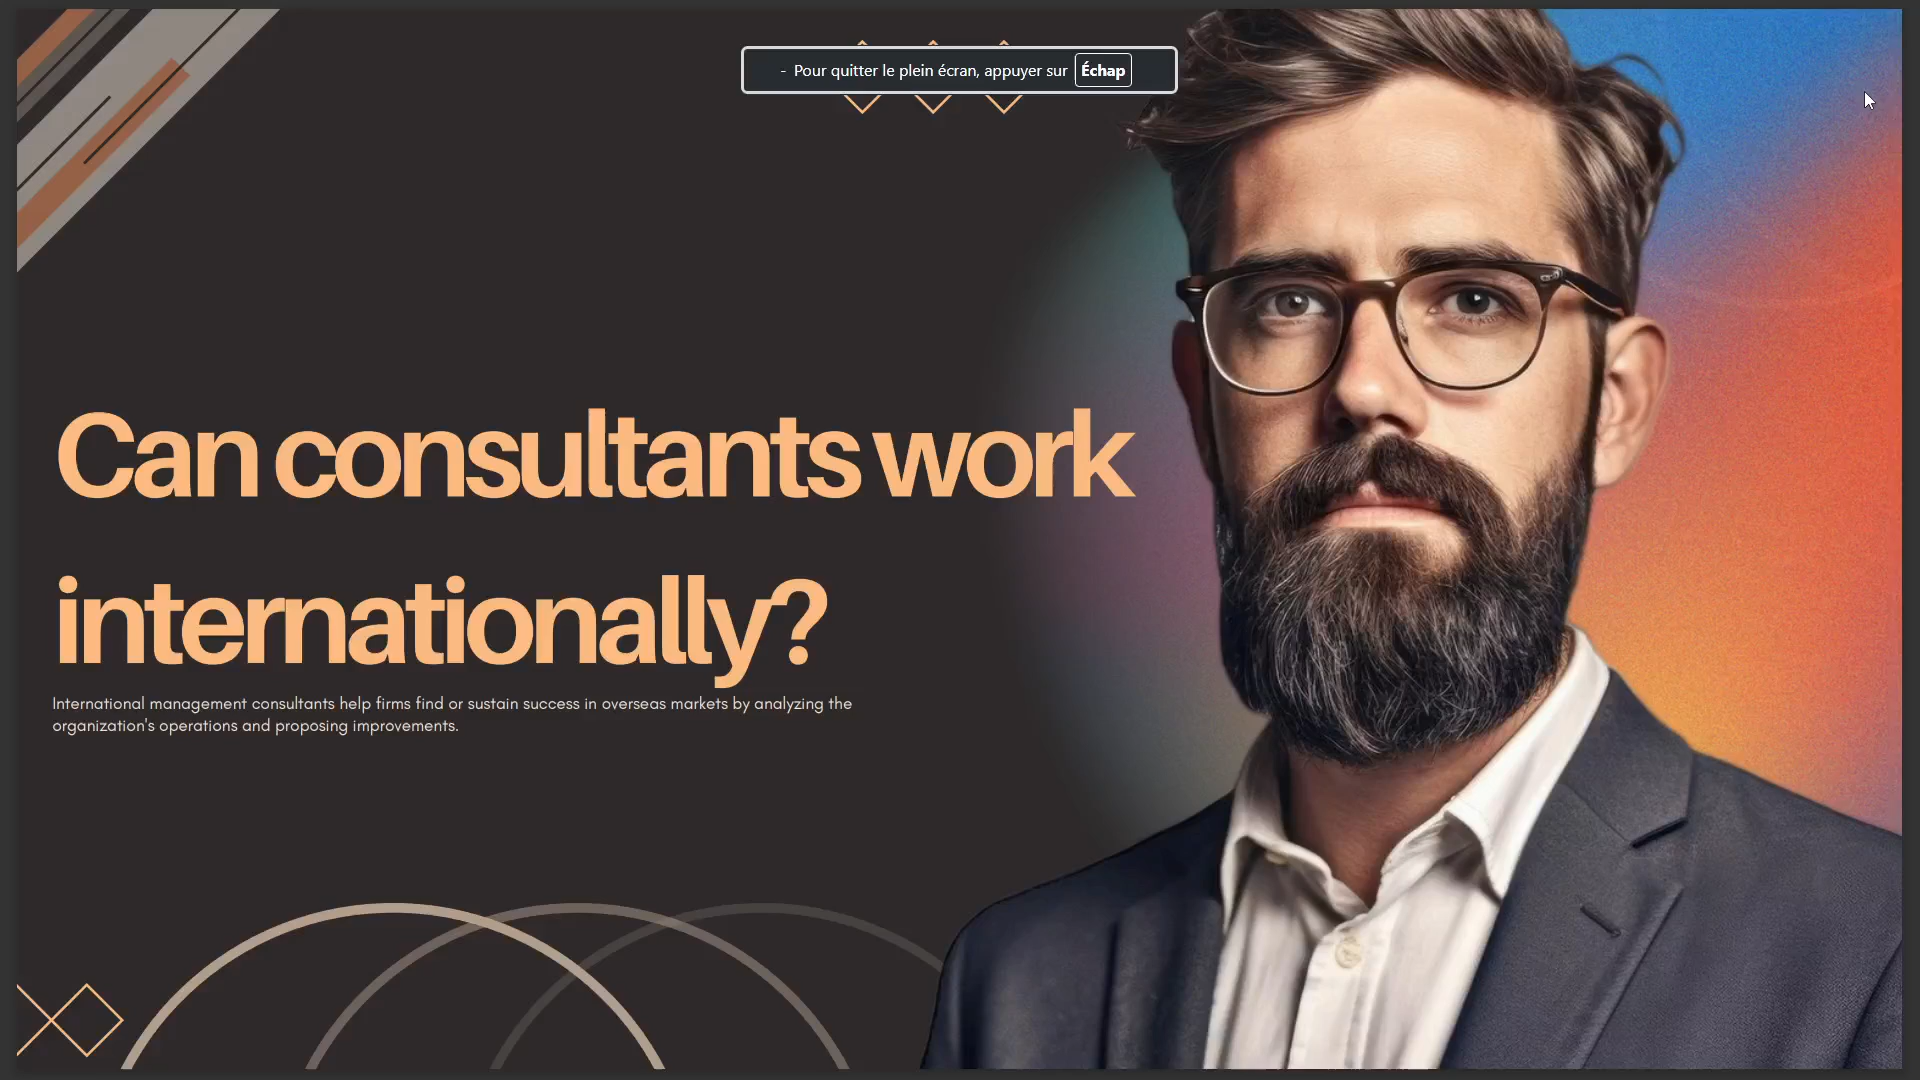 - Pour quitter le plein écran, appuyer sur Échap
Can consultants work
internationally?
International management consultants help firms find or sustain success in overseas markets by analyzing the
organization's operations and proposing improvements.